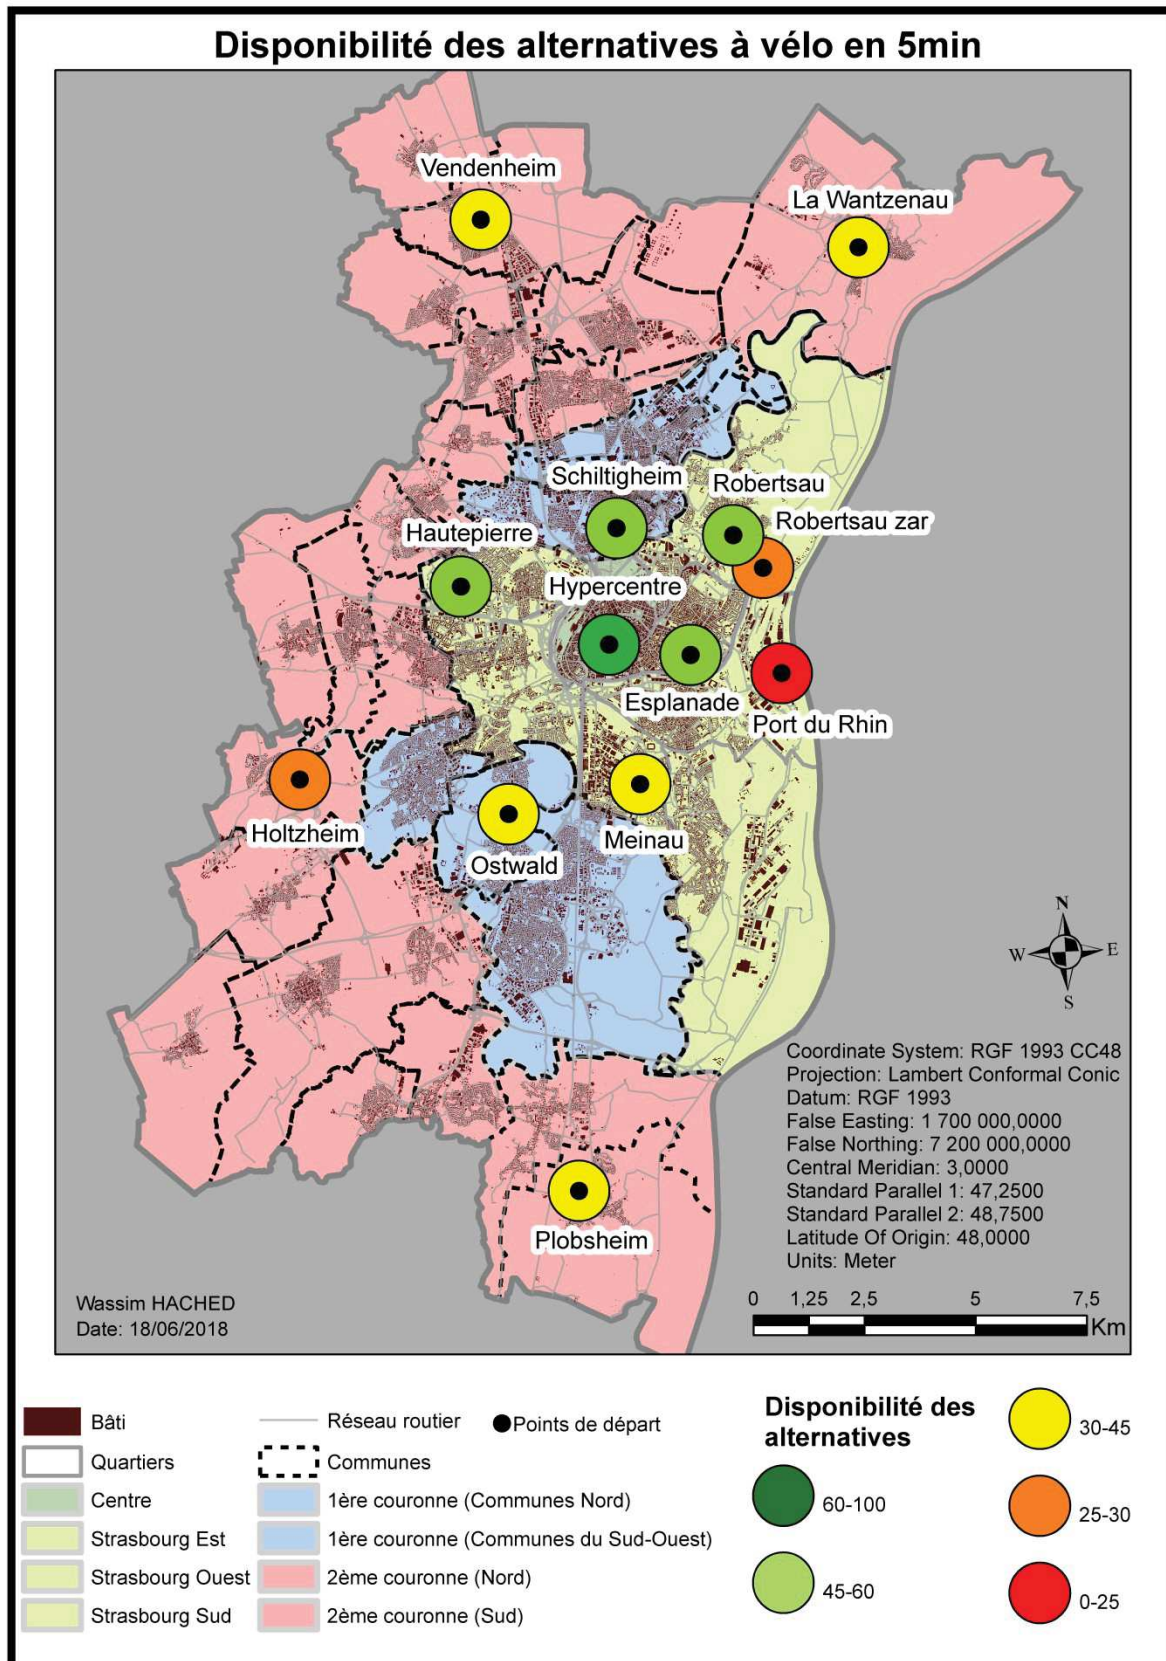 Disponibilité des alternatives à vélo en 5min
Vendenheim
La Wantzenau
Schiltigheim
Robertsau
Hautepierre
Robertsau zar
Hypercentre
Esplanade
Port du Rhin
Holtzheim
Ostwald
Meinau
Plobsheim
N
W
E
S
Coordinate System: RGF 1993 CC48
Projection: Lambert Conformal Conic
Datum: RGF 1993
False Easting: 1 700 000,0000
False Northing: 7 200 000,0000
Central Meridian: 3,0000
Standard Parallel 1: 47,2500
Standard Parallel 2: 48,7500
Latitude Of Origin: 48,0000
Units: Meter
Wassim HACHED
Date: 18/06/2018
0 1,25 2,5 5 7,5
Km
Bâti
Quartiers
Centre
Strasbourg Est
Strasbourg Ouest
Strasbourg Sud
Réseau routier
Points de départ
Communes
1ère couronne (Communes Nord)
1ère couronne (Communes du Sud-Ouest)
2ème couronne (Nord)
2ème couronne (Sud)
Disponibilité des
alternatives
60-100
45-60
30-45
25-30
0-25